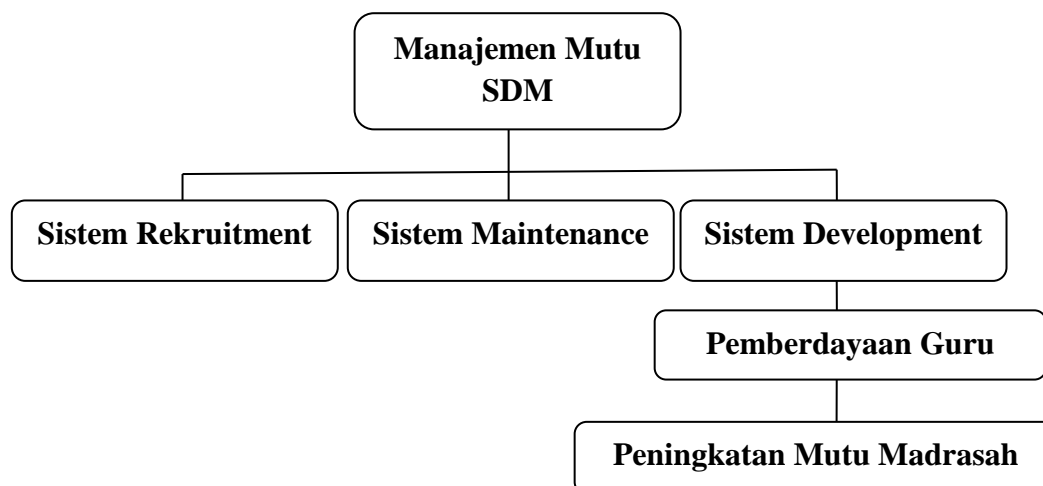 Manajemen Mutu
SDM
Sistem Rekruitment
Sistem Maintenance
Sistem Development
Pemberdayaan Guru
Peningkatan Mutu Madrasah